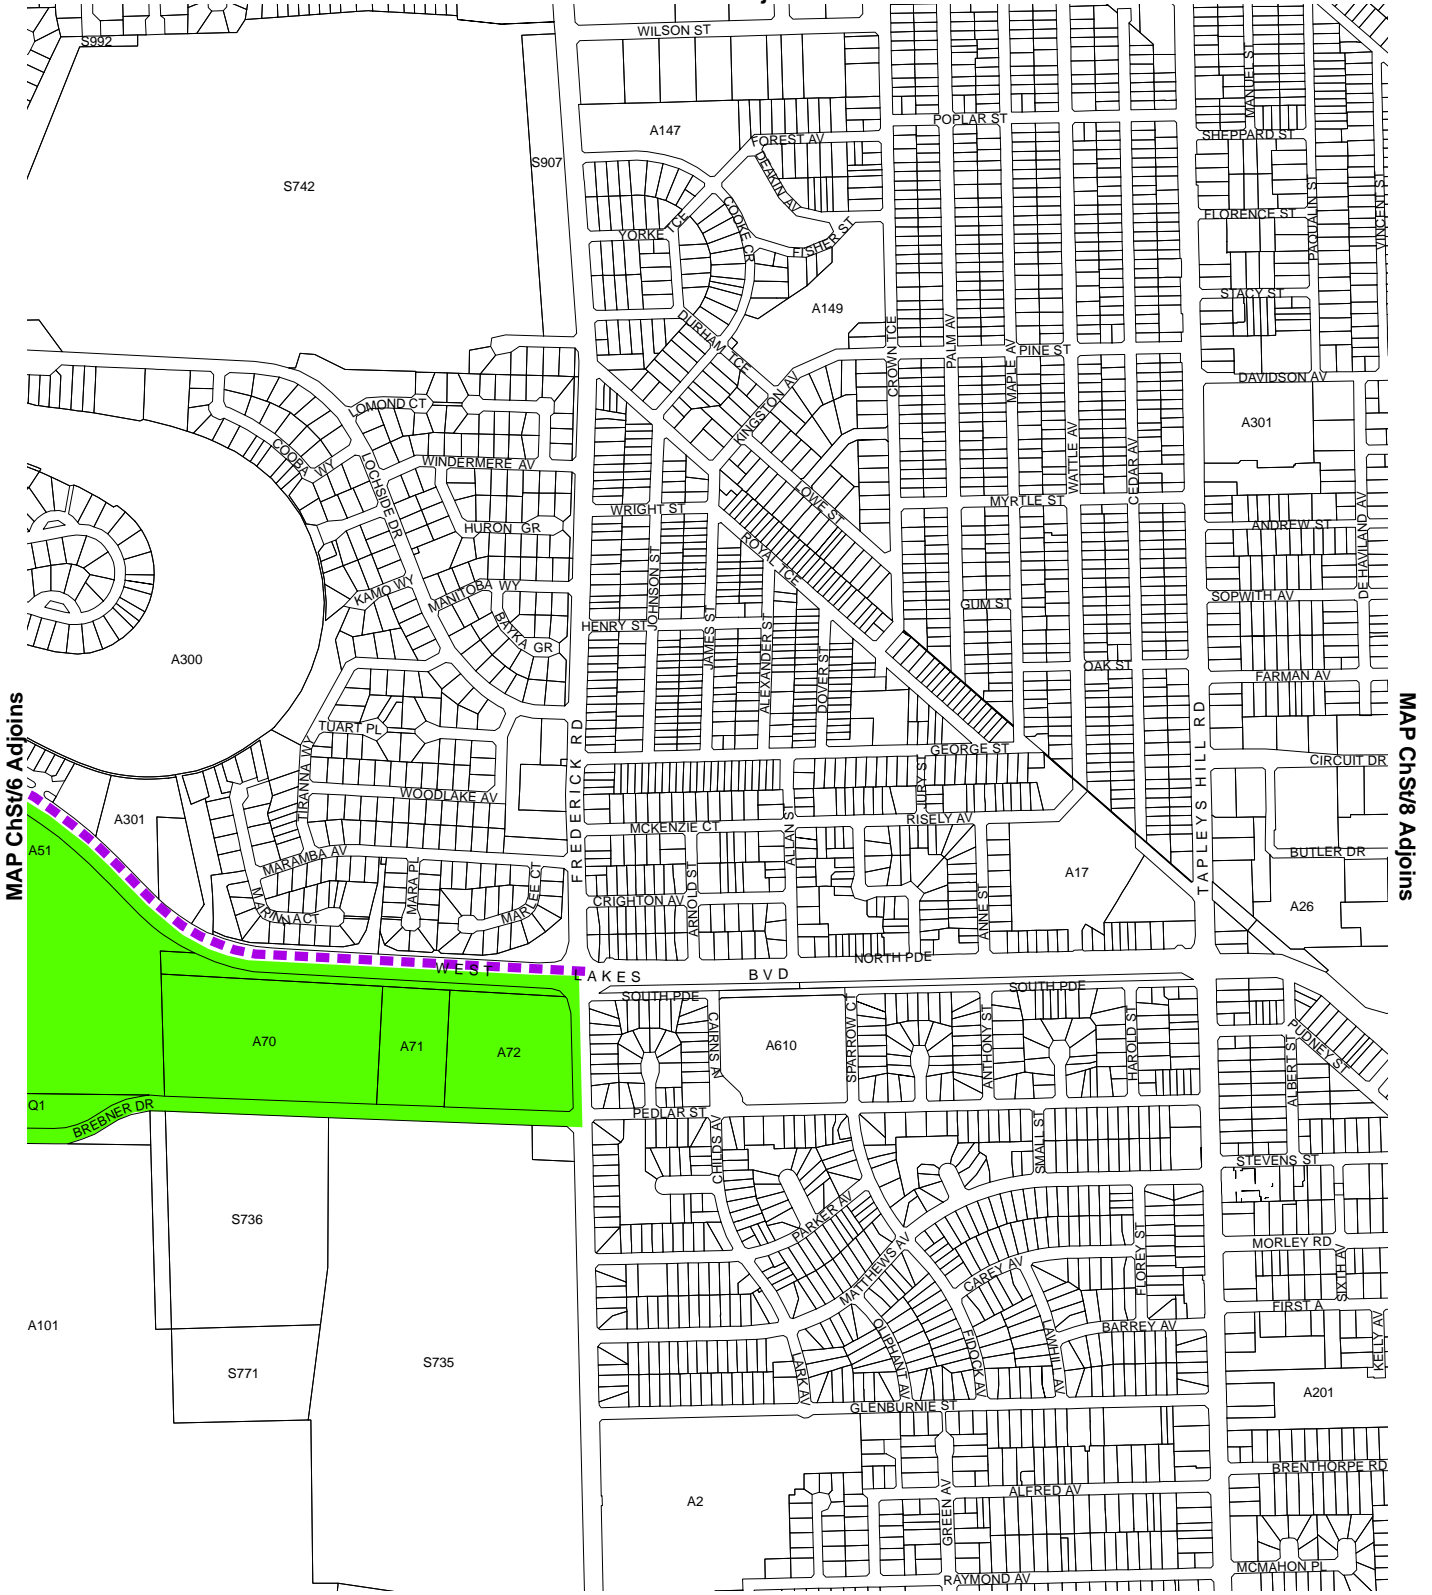 WILSON ST
S992
MANUEL ST
POPLAR ST
A147
SHEPPARD ST
FOREST AV
S907
DEAKIN AV
S742
PAQUALIN ST
VINCENT ST
COOKE CR
FLORENCE ST
YORKE TCE
FISHER ST
STACY ST
A149
DURHAM TCE
CROWN TCE
PALM AV
MAPLE AV
PINE ST
DAVIDSON AV
LOMOND CT
KINGSTON AV
A301
COOBA WY
WINDERMERE AV
WATTLE AV
CEDAR AV
LOCHSIDE DR
LOWE ST
MYRTLE ST
WRIGHT ST
ANDREW ST
HURON GR
DE HAVILAND AV
ROYAL TCE
JOHNSON ST
KAMO WY
MANITOBA WY
SOPWITH AV
GUM ST
HENRY ST
BAYKA GR
JAMES ST
ALEXANDER ST
DOVER ST
A300
OAK ST
FARMAN AV
MAP ChSt/6 Adjoins
MAP ChSt/8 Adjoins
TUART PL
FREDERICK RD
TAPLEYS HILL RD
GEORGE ST
TIRANNA WY
CIRCUIT DR
JURY ST
WOODLAKE AV
A301
RISELY AV
MCKENZIE CT
ALLAN ST
A51
MARAMBA AV
BUTLER DR
A17
MARA PL
MARLEE CT
ARNOLD ST
CRIGHTON AV
ANNE ST
A26
MARINNA CT
NORTH PDE
WEST LAKES BVD
SOUTH PDE
SOUTH PDE
CAIRNS A
SPARROW C
ANTHONY ST
HAROLD ST
PUDNEY ST
A70
A71
A72
A610
ALBERT ST
Q1
BREBNER DR
PEDLAR ST
CHILDS AV
SMALL ST
STEVENS ST
PARKER AV
S736
MATTHEWS AV
FLOREY ST
MORLEY RD
CAREY AV
SIXTH AV
FIRST A
A101
OLIPHANT AV
FIDOCK AV
LAWHILL AV
BARREY AV
KELLY AV
S735
S771
LARK AV
A201
GLENBURNIE ST
BRENTHORPE RD
A2
GREEN AV
ALFRED AV
MCMAHON PL
RAYMOND AV